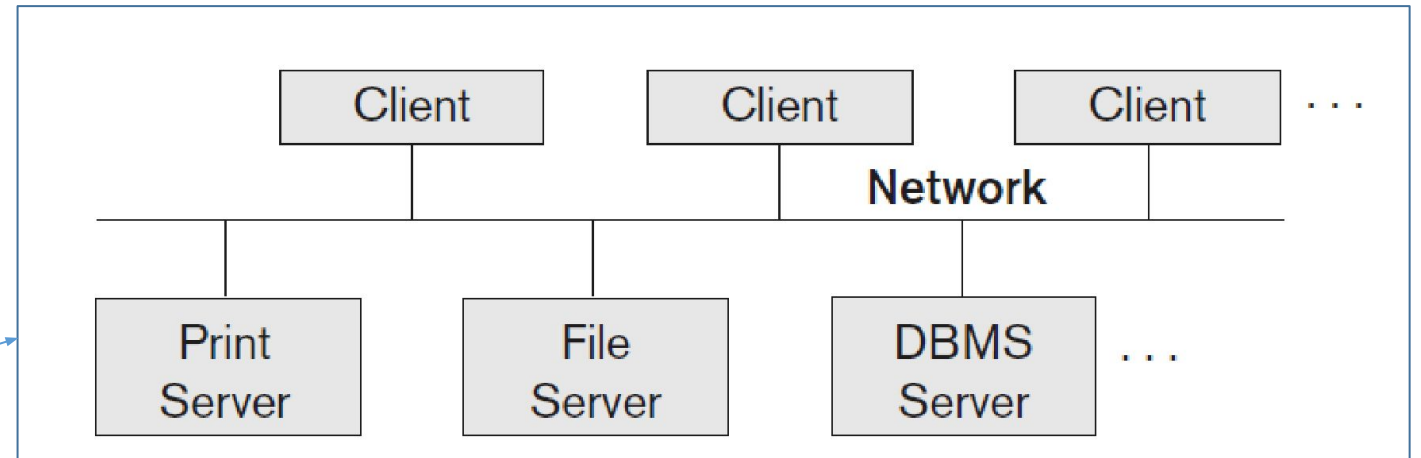 Client Client Client . . .
Network
Print File DBMS . . .
Server Server Server